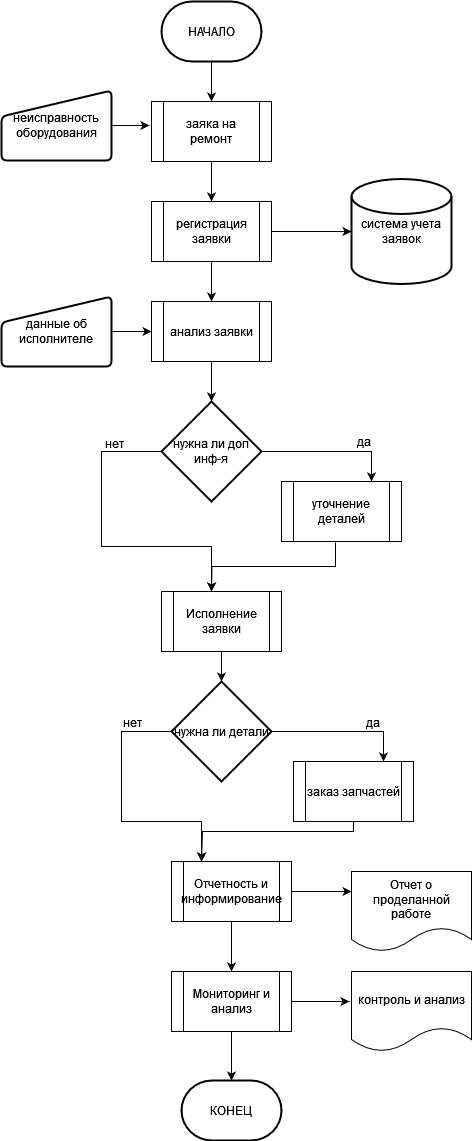 НАЧАЛО
неисправность
оборудования
заяка на
ремонт
регистрация
заявки
система учета
заявок
данные об
исполнителе
анализ заявки
нужна ли доп
инф-я
нет
да
уточнение
деталей
Исполнение
заявки
нужна ли детали
нет
да
заказ запчастей
Отчетность и
информирование
Отчет о
проделанной
работе
Мониторинг и
анализ
контроль и анализ
КОНЕЦ